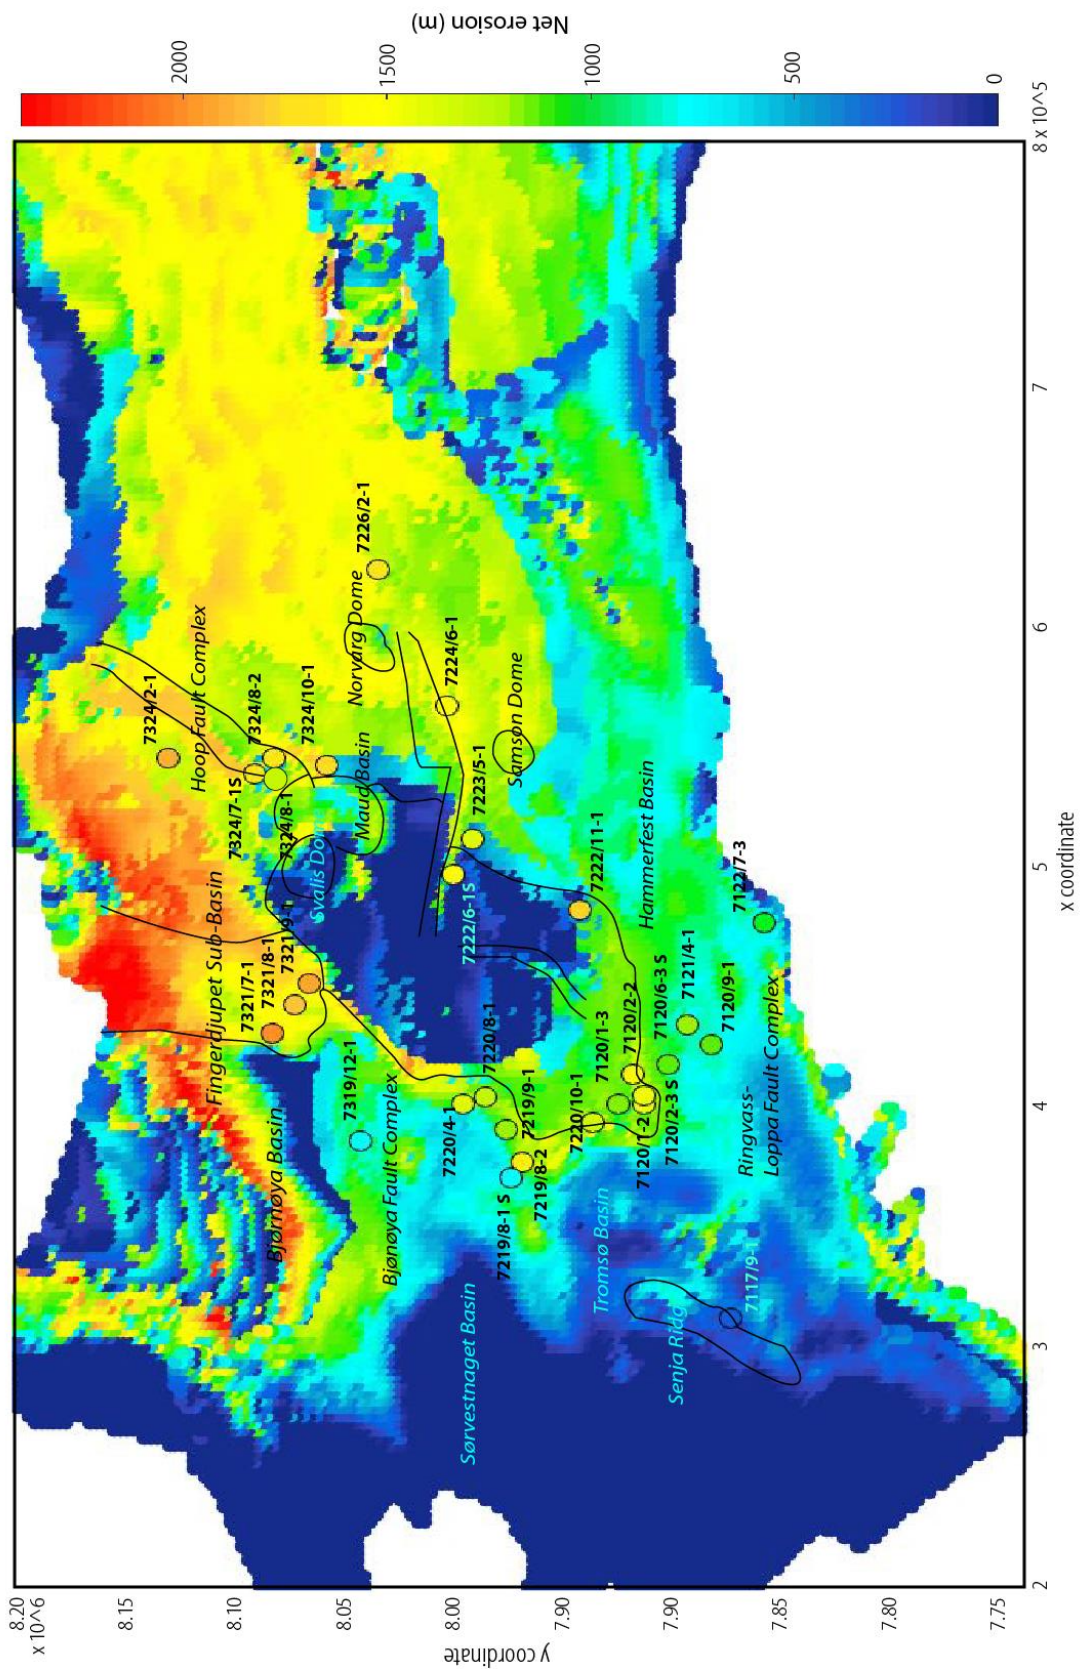 8.20
x 10^6
8.15
8.10
8.05
8.00
7.90
7.90
7.85
7.80
7.75
y coordinate
2
3
4
5
6
7
8 x 10^5
x coordinate
2000
1500
1000
500
0
Net erosion (m)
7324/2-1
Hoop Fault Complex
Fingerdjupet Sub-Basin
7324/7-1S
7324/8-2
7321/7-1
7321/8-1
7321/9-1
7324/8-1
7324/10-1
Bjørnøya Basin
Svalis Do
7319/12-1
Maud Basin
Norvarg Dome
7226/2-1
Bjønøya Fault Complex
7220/4-1
7224/6-1
Sørvestnaget Basin
7222/6-1S
7223/5-1
7220/8-1
7219/8-1 S
7219/9-1
Samson Dome
7219/8-2
7220/10-1
7222/11-1
Tromsø Basin
7120/1-3
7120/2-2
7120/1-2
Hammerfest Basin
7120/6-3 S
7120/2-3 S
Senja Ridg
7121/4-1
7120/9-1
7122/7-3
7117/9-
Ringvass-
Loppa Fault Complex